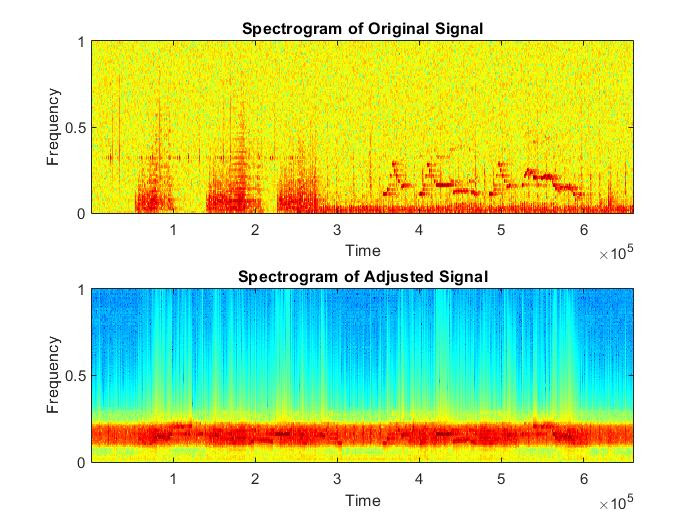 Spectrogram of Original Signal
1
0.5
0
Frequency
1 2 3 4 5 6
Time
×10^5
Spectrogram of Adjusted Signal
1
0.5
0
Frequency
1 2 3 4 5 6
Time
×10^5